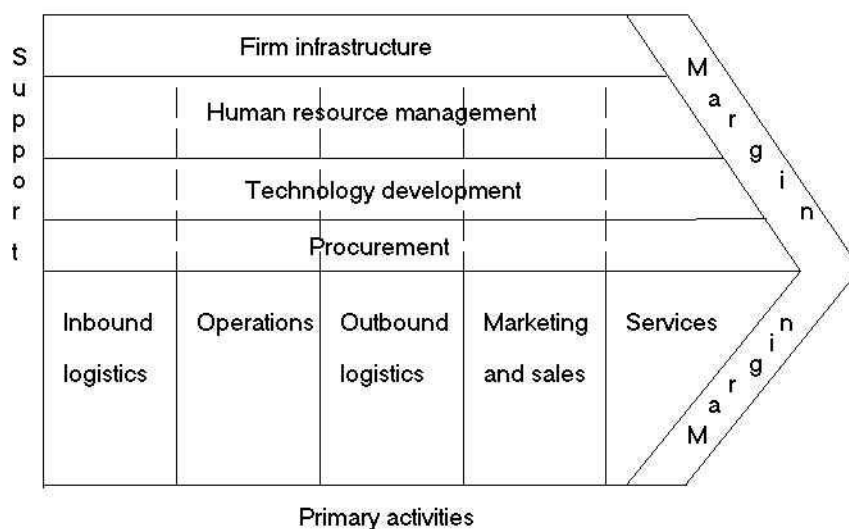 Support
Firm infrastructure
Human resource management
Technology development
Procurement
Margin
Inbound
logistics
Operations
Outbound
logistics
Marketing
and sales
Services
Margin
Primary activities